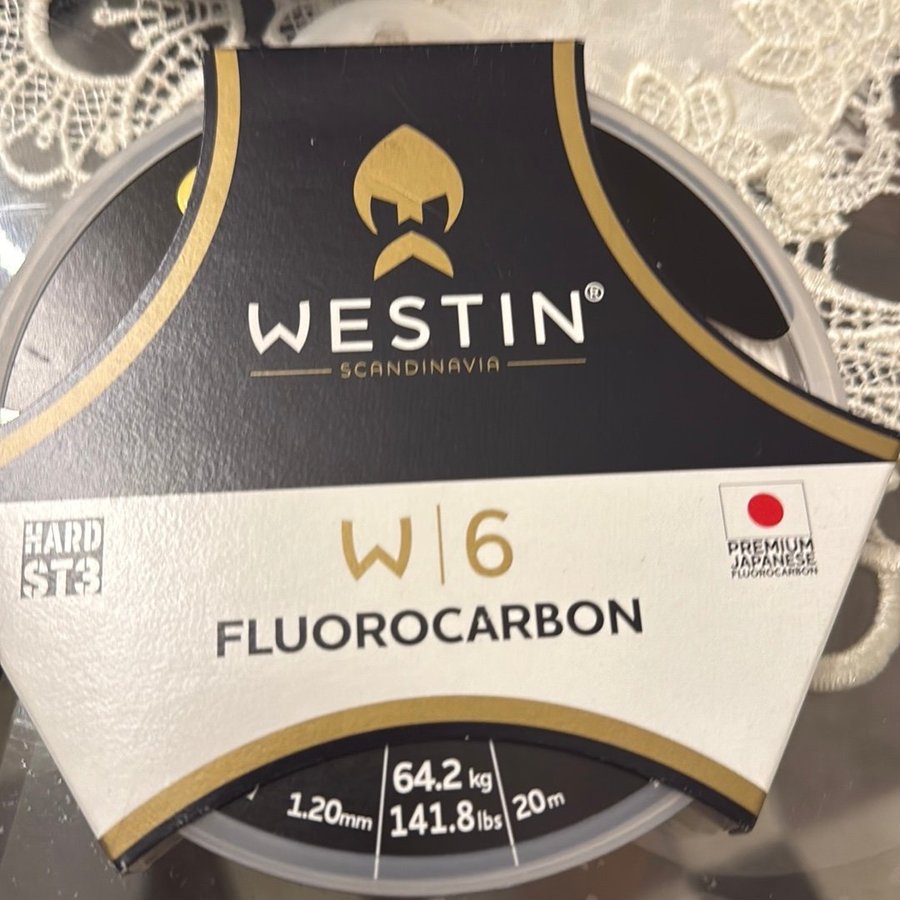 WESTIN®
SCANDINAVIA
HARD
ST3
W|6
PREMIUM
JAPANESE
FLUOROCARBON
FLUOROCARBON
1.20mm
64.2 kg
141.8lbs
20m